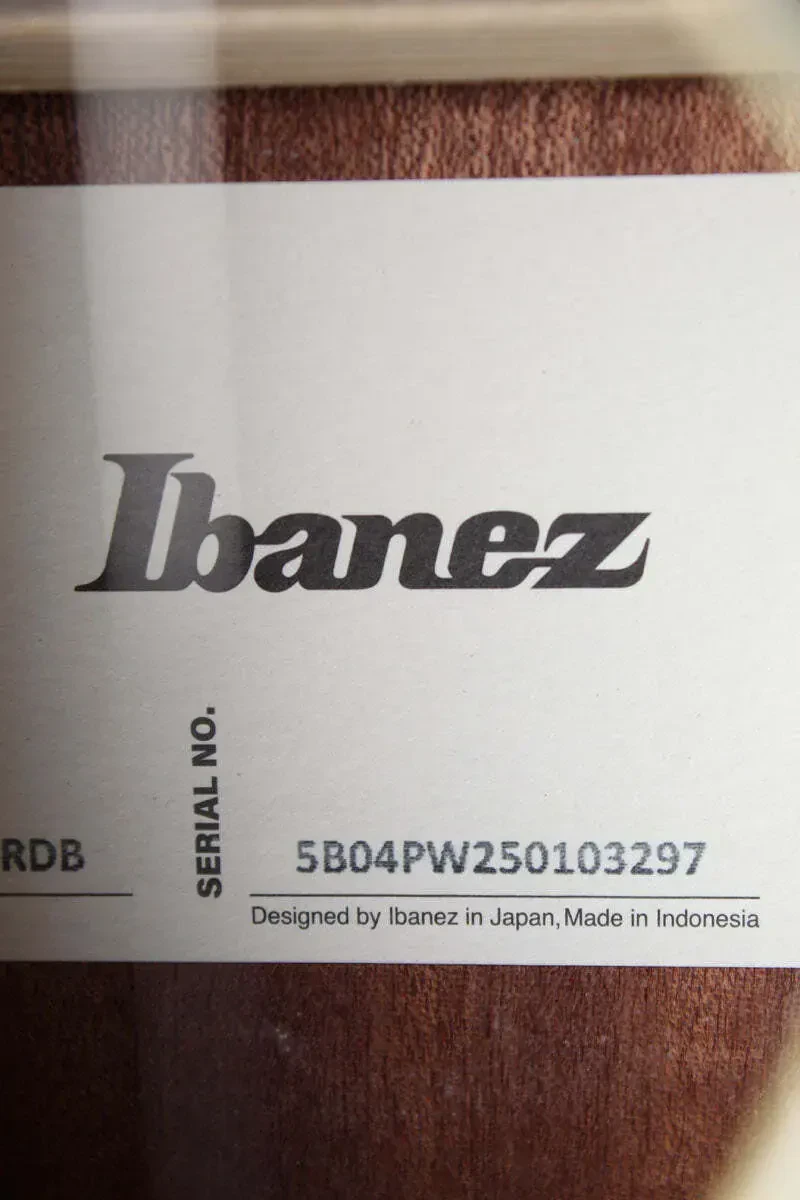 Ibanez
SERIAL NO.
RDB
5B04PW250103297
Designed by Ibanez in Japan, Made in Indonesia